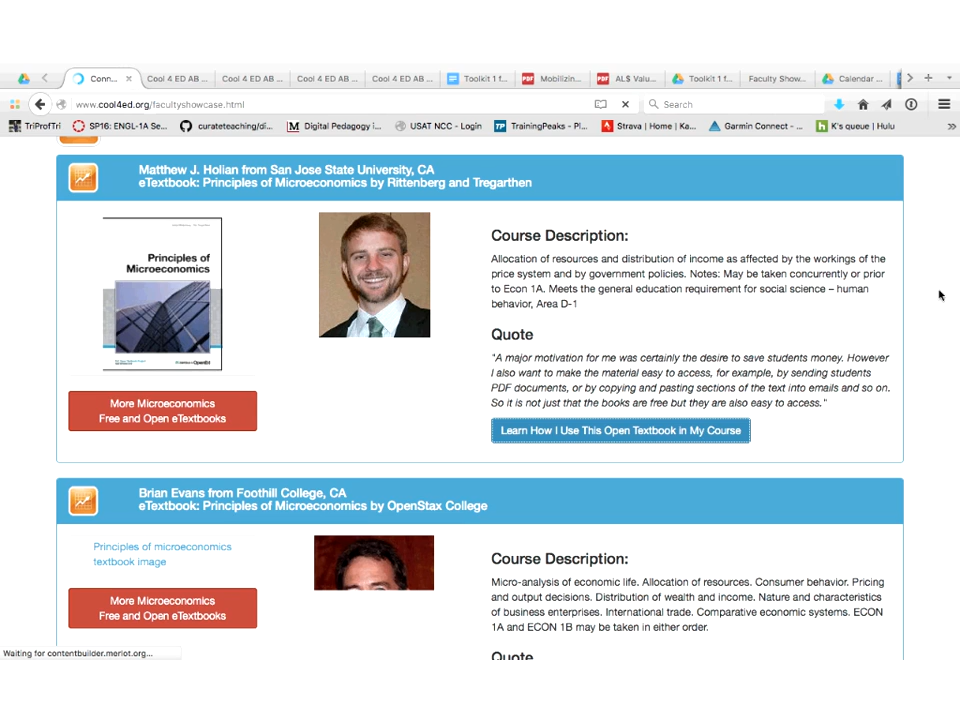 Conn...
Cool 4 ED AB ...
Cool 4 ED AB ...
Cool 4 ED AB ...
Cool 4 ED AB ...
Toolkit 1 f...
PDF
Mobilizin...
PDF
AL$ Valu...
Toolkit 1 f...
Faculty Show...
Calendar ...
www.cool4ed.org/facultyshowcase.html
Search
TriProfTri
SP16: ENGL-1A Se...
curateteaching/di...
M
Digital Pedagogy i...
USAT NCC - Login
TP
TrainingPeaks - Pl...
Strava | Home | Ka...
Garmin Connect - ...
h
K's queue | Hulu
Matthew J. Holian from San Jose State University, CA
eTextbook: Principles of Microeconomics by Rittenberg and Tregarthen
Principles of
Microeconomics
More Microeconomics
Free and Open eTextbooks
Course Description:
Allocation of resources and distribution of income as affected by the workings of the
price system and by government policies. Notes: May be taken concurrently or prior
to Econ 1A. Meets the general education requirement for social science – human
behavior, Area D-1
Quote
"A major motivation for me was certainly the desire to save students money. However
I also want to make the material easy to access, for example, by sending students
PDF documents, or by copying and pasting sections of the text into emails and so on.
So it is not just that the books are free but they are also easy to access."
Learn How I Use This Open Textbook in My Course
Brian Evans from Foothill College, CA
eTextbook: Principles of Microeconomics by OpenStax College
Principles of microeconomics
textbook image
More Microeconomics
Free and Open eTextbooks
Course Description:
Micro-analysis of economic life. Allocation of resources. Consumer behavior. Pricing
and output decisions. Distribution of wealth and income. Nature and characteristics
of business enterprises. International trade. Comparative economic systems. ECON
1A and ECON 1B may be taken in either order.
Quote
Waiting for contentbuilder.merlot.org...